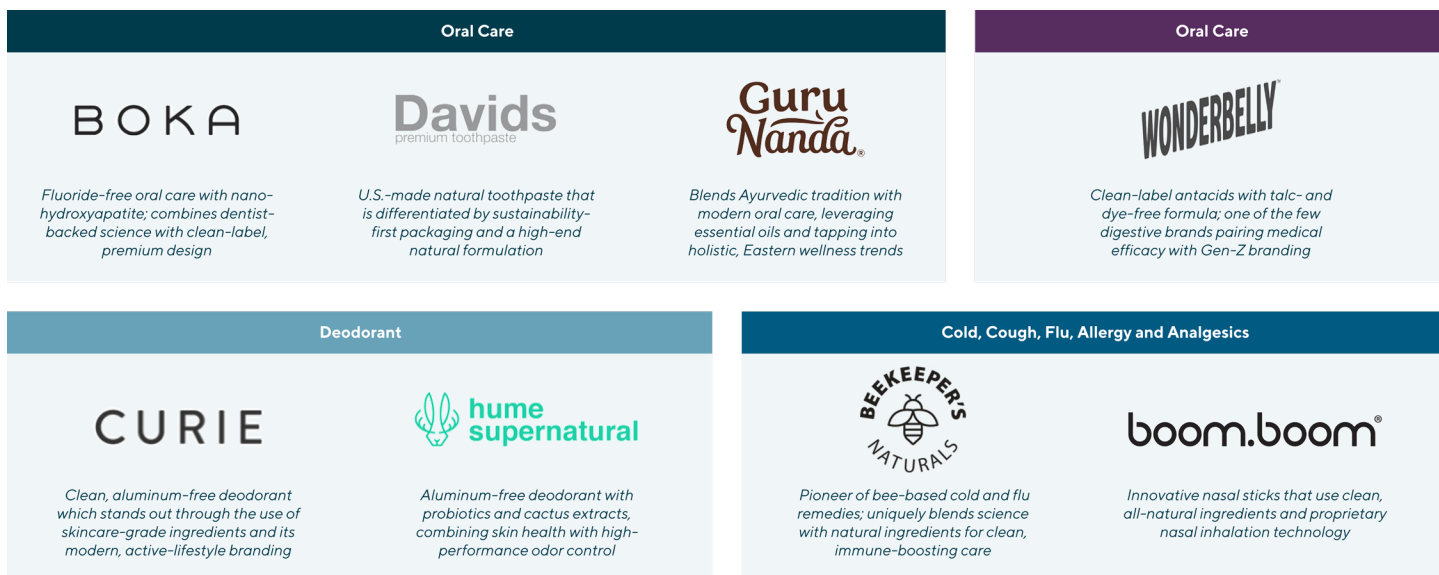 Oral Care
BOKA
Fluoride-free oral care with nano-
hydroxyapatite; combines dentist-
backed science with clean-label,
premium design
Davids
premium toothpaste
U.S.-made natural toothpaste that
is differentiated by sustainability-
first packaging and a high-end
natural formulation
Guru
Nanda®
Blends Ayurvedic tradition with
modern oral care, leveraging
essential oils and tapping into
holistic, Eastern wellness trends
Oral Care
WONDERBELLY
Clean-label antacids with talc- and
dye-free formula; one of the few
digestive brands pairing medical
efficacy with Gen-Z branding
Deodorant
CURIE
Clean, aluminum-free deodorant
which stands out through the use of
skincare-grade ingredients and its
modern, active-lifestyle branding
hume
supernatural
Aluminum-free deodorant with
probiotics and cactus extracts,
combining skin health with high-
performance odor control
Cold, Cough, Flu, Allergy and Analgesics
BEEKEEPER'S
NATURALS
Pioneer of bee-based cold and flu
remedies; uniquely blends science
with natural ingredients for clean,
immune-boosting care
boom.boom®
Innovative nasal sticks that use clean,
all-natural ingredients and proprietary
nasal inhalation technology